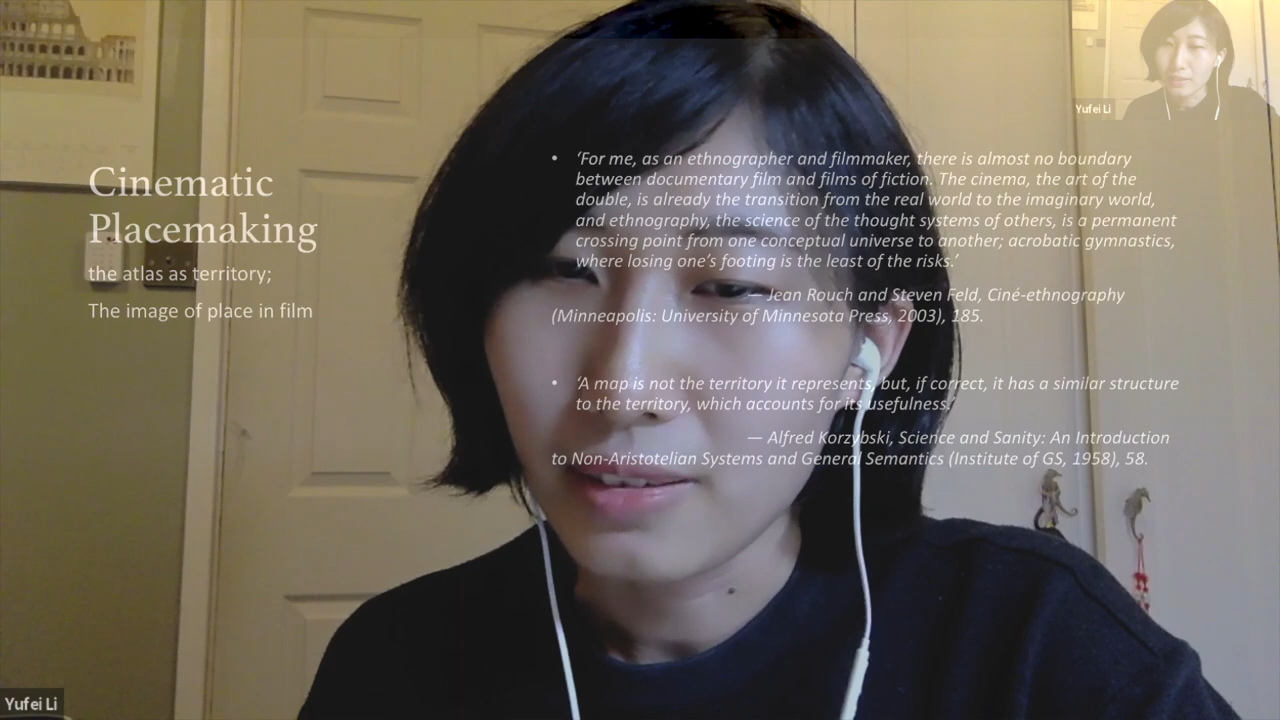 Yufei Li
Cinematic
Placemaking
the atlas as territory;
The image of place in film
• ‘For me, as an ethnographer and filmmaker, there is almost no boundary
between documentary film and films of fiction. The cinema, the art of the
double, is already the transition from the real world to the imaginary world,
and ethnography, the science of the thought systems of others, is a permanent
crossing point from one conceptual universe to another; acrobatic gymnastics,
where losing one’s footing is the least of the risks.’
— Jean Rouch and Steven Feld, Ciné-ethnography
(Minneapolis: University of Minnesota Press, 2003), 185.
• ‘A map is not the territory it represents, but, if correct, it has a similar structure
to the territory, which accounts for its usefulness.’
— Alfred Korzybski, Science and Sanity: An Introduction
to Non-Aristotelian Systems and General Semantics (Institute of GS, 1958), 58.
Yufei Li